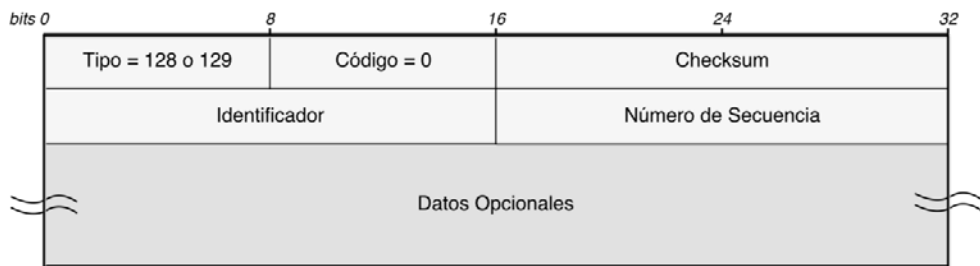 bits 0 8 16 24 32
Tipo = 128 o 129 Código = 0 Checksum
Identificador Número de Secuencia
Datos Opcionales